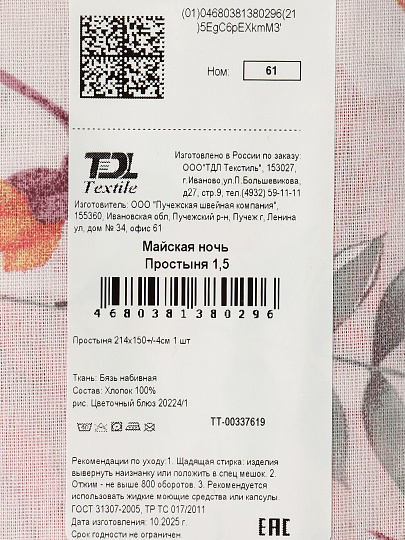 (01)04680381380296(21
)5EgC6pEXkmM3'
Ном: 61
TDL
Textile
Изготовлено в России по заказу:
ООО"ТДЛ Текстиль", 153027,
г.Иваново,ул.П.Большевикова,
д27, стр.9, тел.(4932) 59-11-11
Изготовитель: ООО "Пучежская швейная компания",
155360, Ивановская обл, Пучежский р-н, Пучеж г, Ленина
ул, дом № 34, офис 61
Майская ночь
Простыня 1,5
4680381380296
Простыня 214х150+/-4см 1 шт
Ткань: Бязь набивная
Состав: Хлопок 100%
рис. Цветочный блюз 20224/1
ТТ-00337619
Рекомендации по уходу:1. Щадящая стирка: изделия
вывернуть наизнанку или положить в спец мешок. 2.
Отжим - не выше 800 оборотов. 3. Рекомендуется
использовать жидкие моющие средства или капсулы.
ГОСТ 31307-2005, ТР ТС 017/2011
Дата изготовления: 10.2025 г.
Срок годности не ограничен
EAC